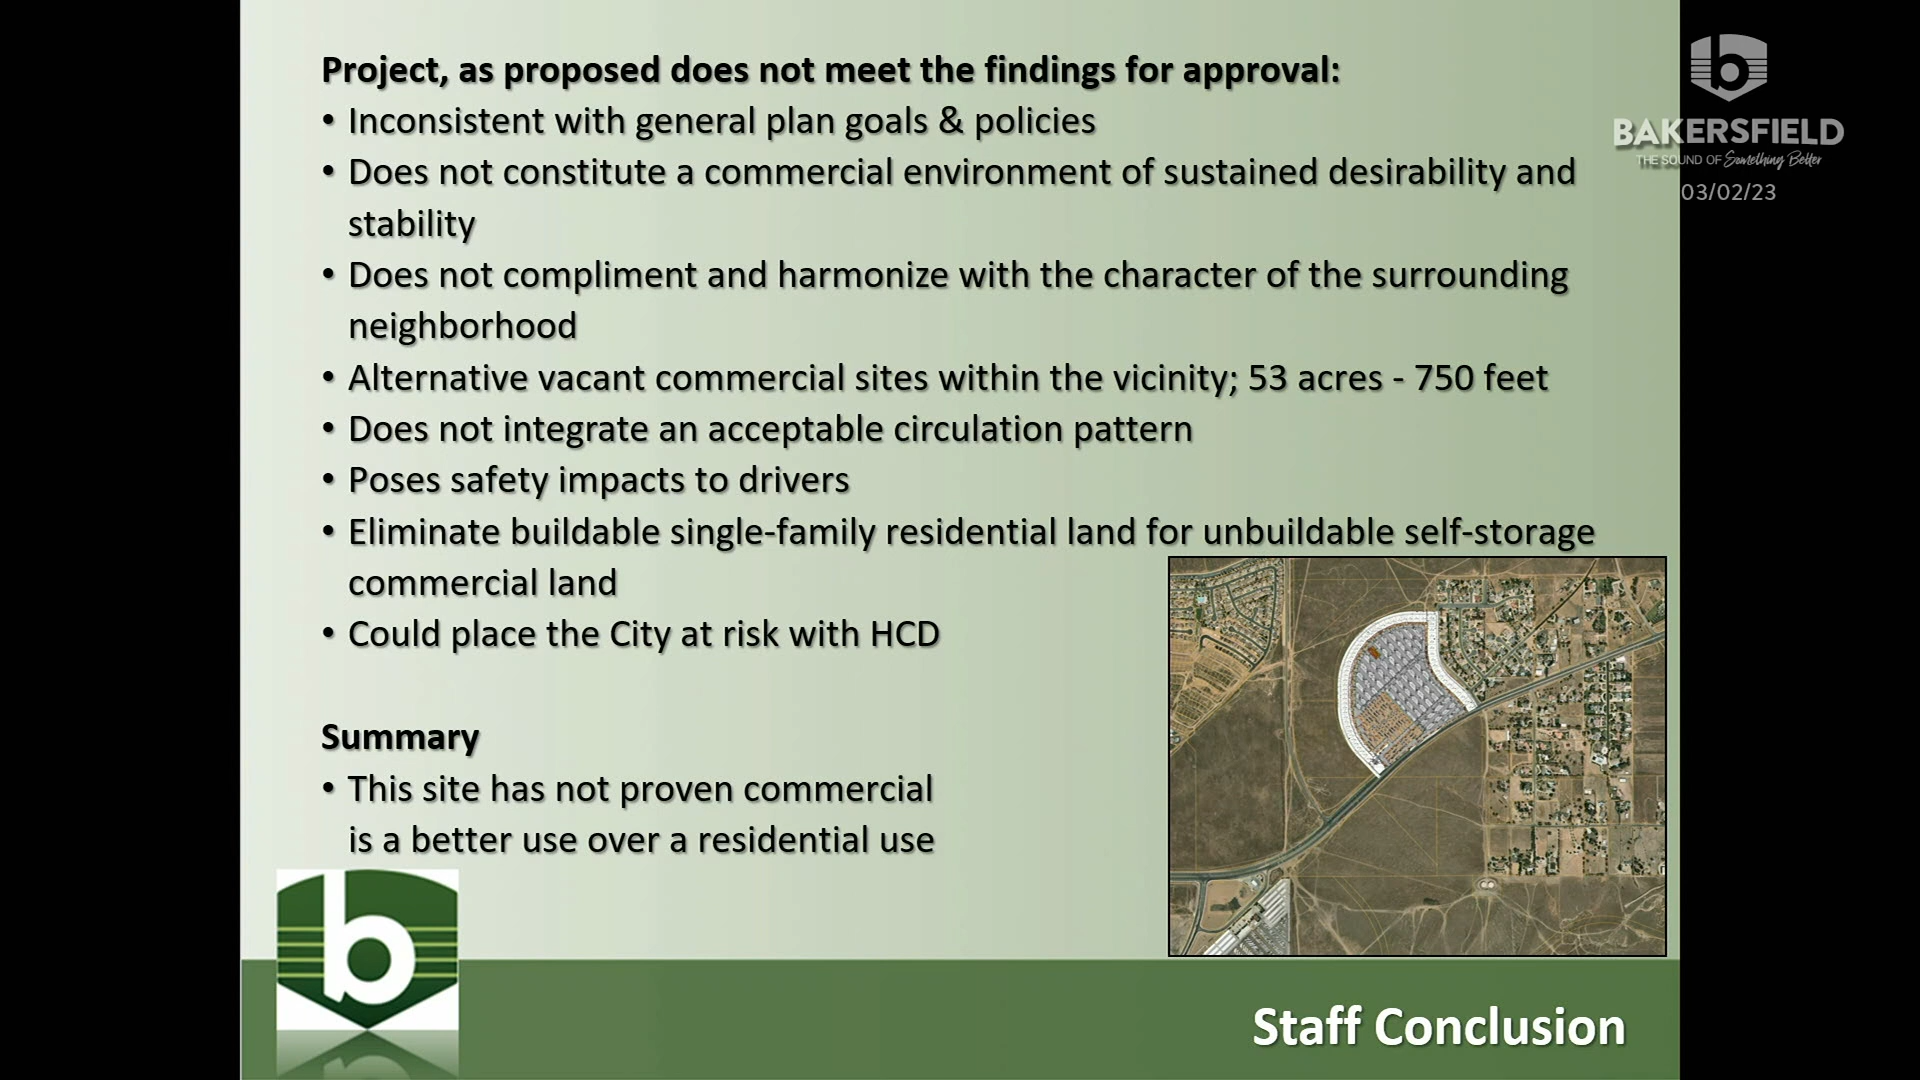 Project, as proposed does not meet the findings for approval:
• Inconsistent with general plan goals & policies
• Does not constitute a commercial environment of sustained desirability and
stability
• Does not compliment and harmonize with the character of the surrounding
neighborhood
• Alternative vacant commercial sites within the vicinity; 53 acres - 750 feet
• Does not integrate an acceptable circulation pattern
• Poses safety impacts to drivers
• Eliminate buildable single-family residential land for unbuildable self-storage
commercial land
• Could place the City at risk with HCD
Summary
• This site has not proven commercial
is a better use over a residential use
b
Staff Conclusion
b
BAKERSFIELD
THE SOUND OF Something Better
03/02/23